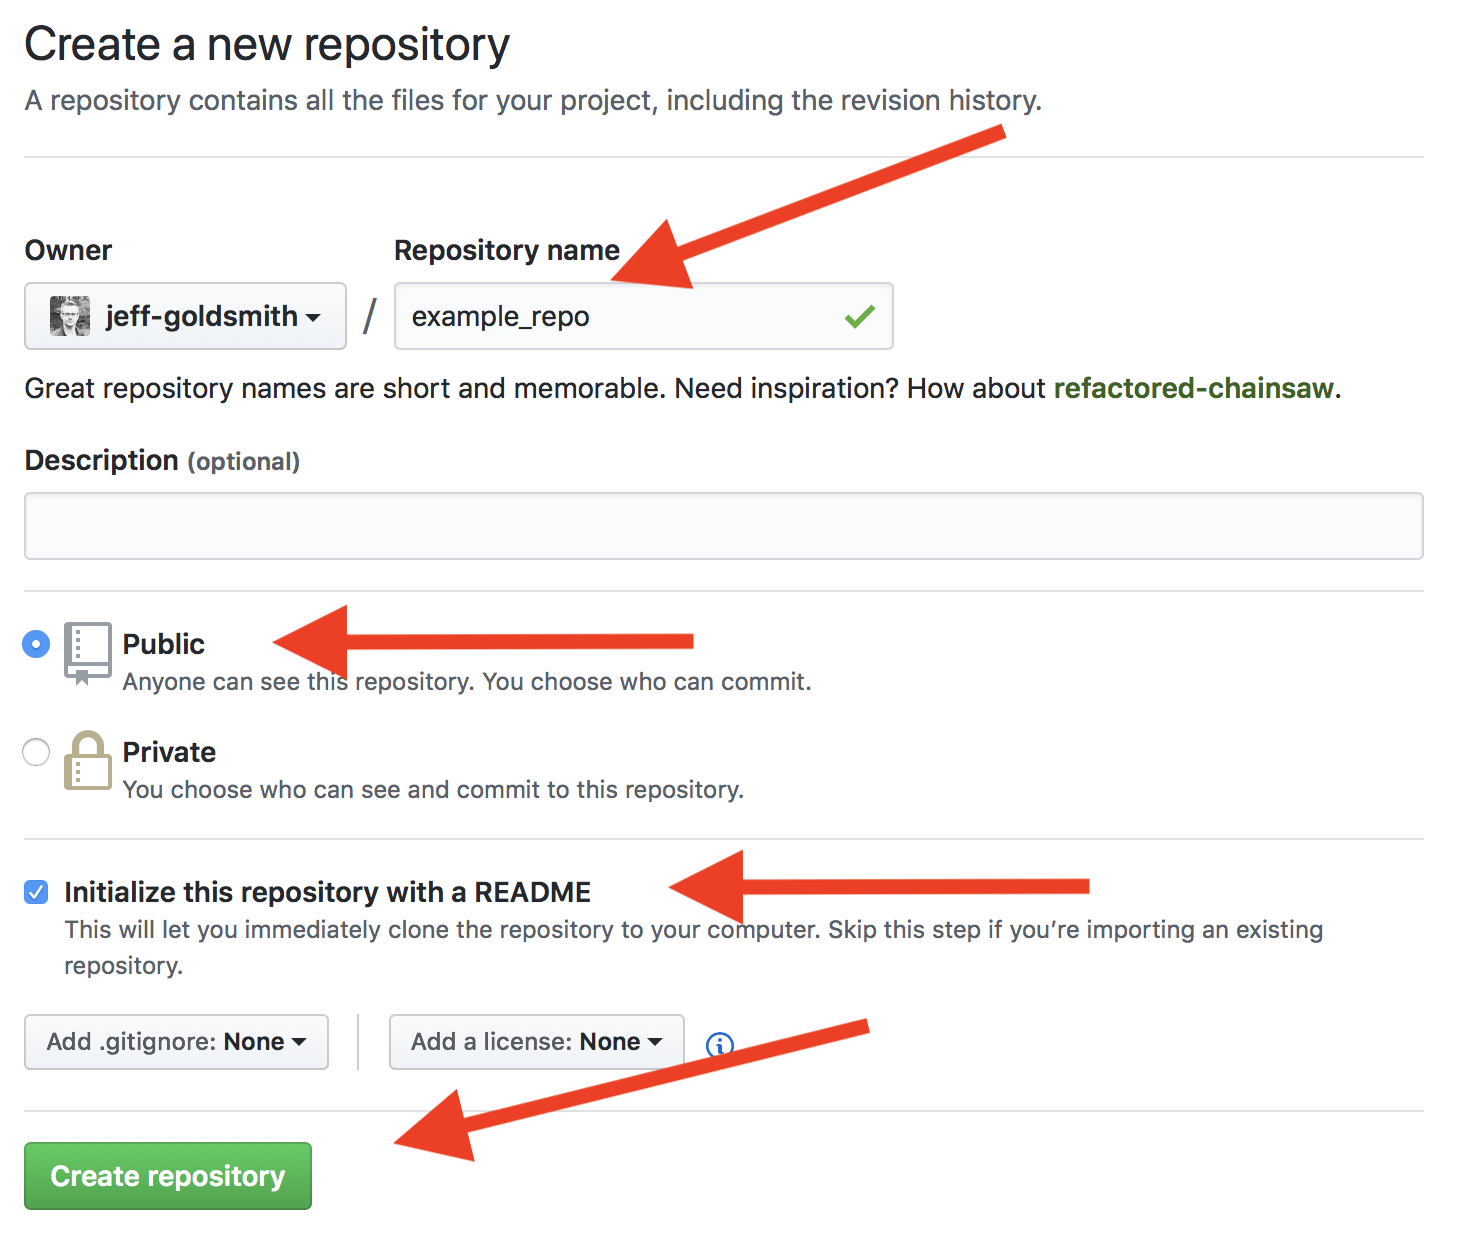 Create a new repository
A repository contains all the files for your project, including the revision history.
Owner
Repository name
jeff-goldsmith
/
example_repo
Great repository names are short and memorable. Need inspiration? How about refactored-chainsaw.
Description (optional)
Public
Anyone can see this repository. You choose who can commit.
Private
You choose who can see and commit to this repository.
Initialize this repository with a README
This will let you immediately clone the repository to your computer. Skip this step if you’re importing an existing
repository.
Add .gitignore: None
Add a license: None
Create repository